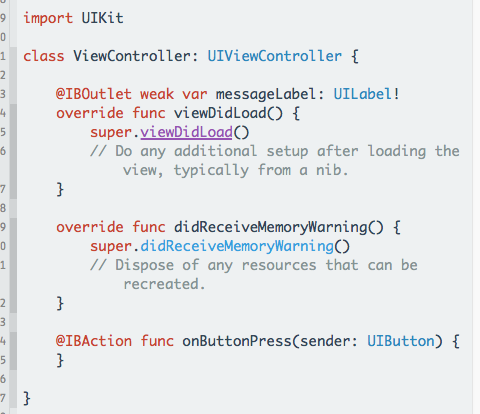 9 import UIKit
0
1 class ViewController: UIViewController {
2
3     @IBOutlet weak var messageLabel: UILabel!
4     override func viewDidLoad() {
5         super.viewDidLoad()
6         // Do any additional setup after loading the
            view, typically from a nib.
7     }
8
9     override func didReceiveMemoryWarning() {
0         super.didReceiveMemoryWarning()
1         // Dispose of any resources that can be
            recreated.
2     }
3
4     @IBAction func onButtonPress(sender: UIButton) {
5     }
6
7 }